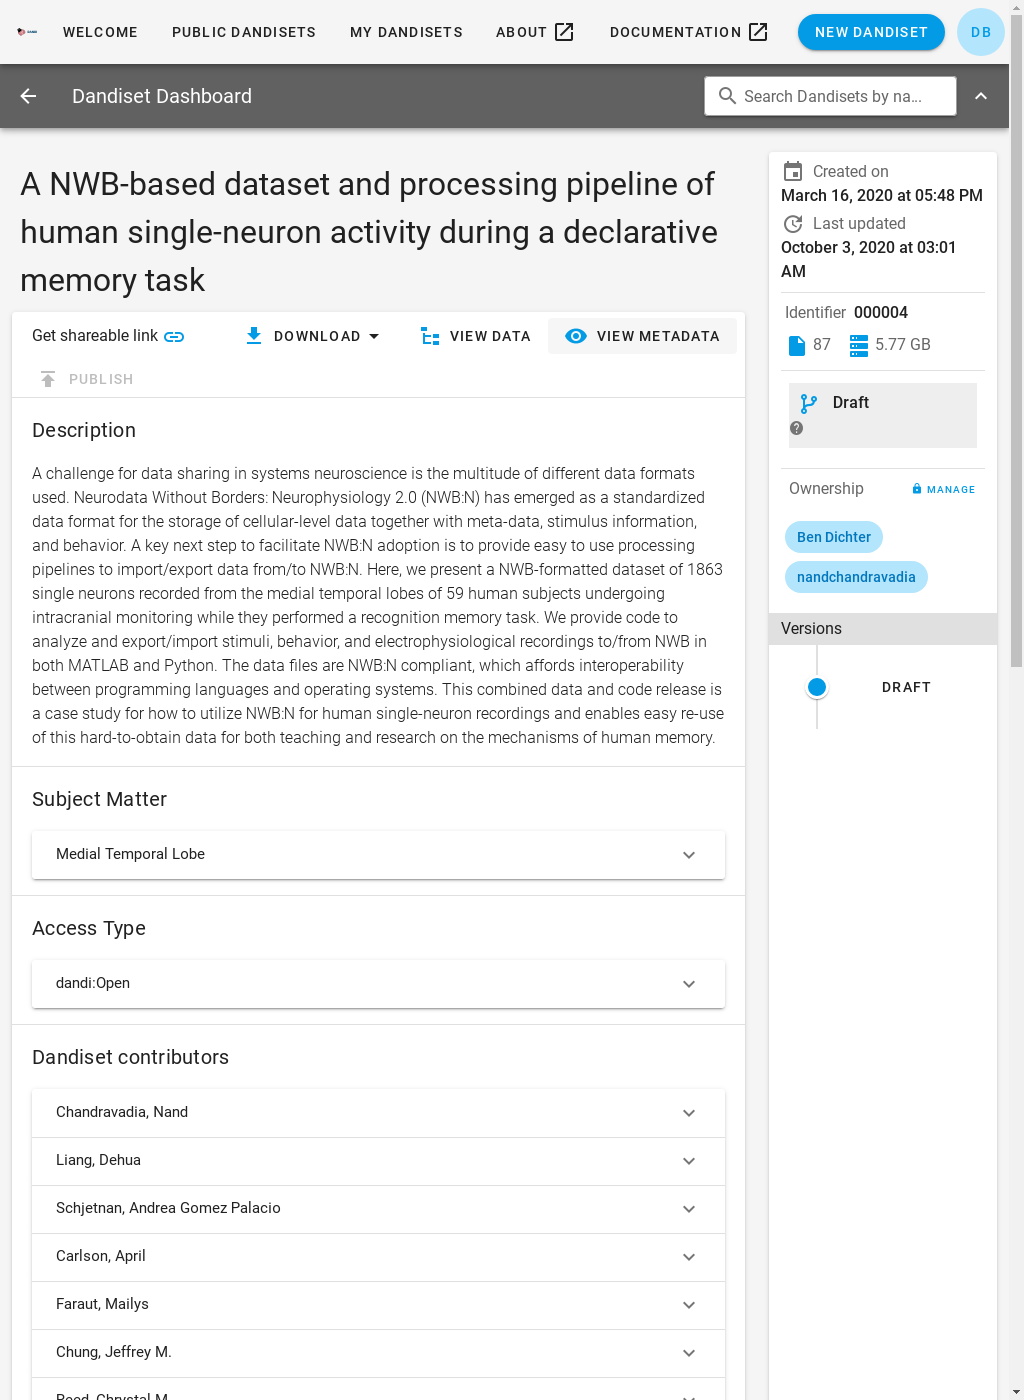 WELCOME
PUBLIC DANDISETS
MY DANDISETS
ABOUT
DOCUMENTATION
NEW DANDISET
DB
Dandiset Dashboard
Search Dandisets by na...
A NWB-based dataset and processing pipeline of
human single-neuron activity during a declarative
memory task
Get shareable link
DOWNLOAD
VIEW DATA
VIEW METADATA
PUBLISH
Description
A challenge for data sharing in systems neuroscience is the multitude of different data formats
used. Neurodata Without Borders: Neurophysiology 2.0 (NWB:N) has emerged as a standardized
data format for the storage of cellular-level data together with meta-data, stimulus information,
and behavior. A key next step to facilitate NWB:N adoption is to provide easy to use processing
pipelines to import/export data from/to NWB:N. Here, we present a NWB-formatted dataset of 1863
single neurons recorded from the medial temporal lobes of 59 human subjects undergoing
intracranial monitoring while they performed a recognition memory task. We provide code to
analyze and export/import stimuli, behavior, and electrophysiological recordings to/from NWB in
both MATLAB and Python. The data files are NWB:N compliant, which affords interoperability
between programming languages and operating systems. This combined data and code release is
a case study for how to utilize NWB:N for human single-neuron recordings and enables easy re-use
of this hard-to-obtain data for both teaching and research on the mechanisms of human memory.
Subject Matter
Medial Temporal Lobe
Access Type
dandi:Open
Dandiset contributors
Chandravadia, Nand
Liang, Dehua
Schjetnan, Andrea Gomez Palacio
Carlson, April
Faraut, Mailys
Chung, Jeffrey M.
Reed, Chrystal M.
Created on
March 16, 2020 at 05:48 PM
Last updated
October 3, 2020 at 03:01
AM
Identifier 000004
87
5.77 GB
Draft
Ownership
MANAGE
Ben Dichter
nandchandravadia
Versions
DRAFT